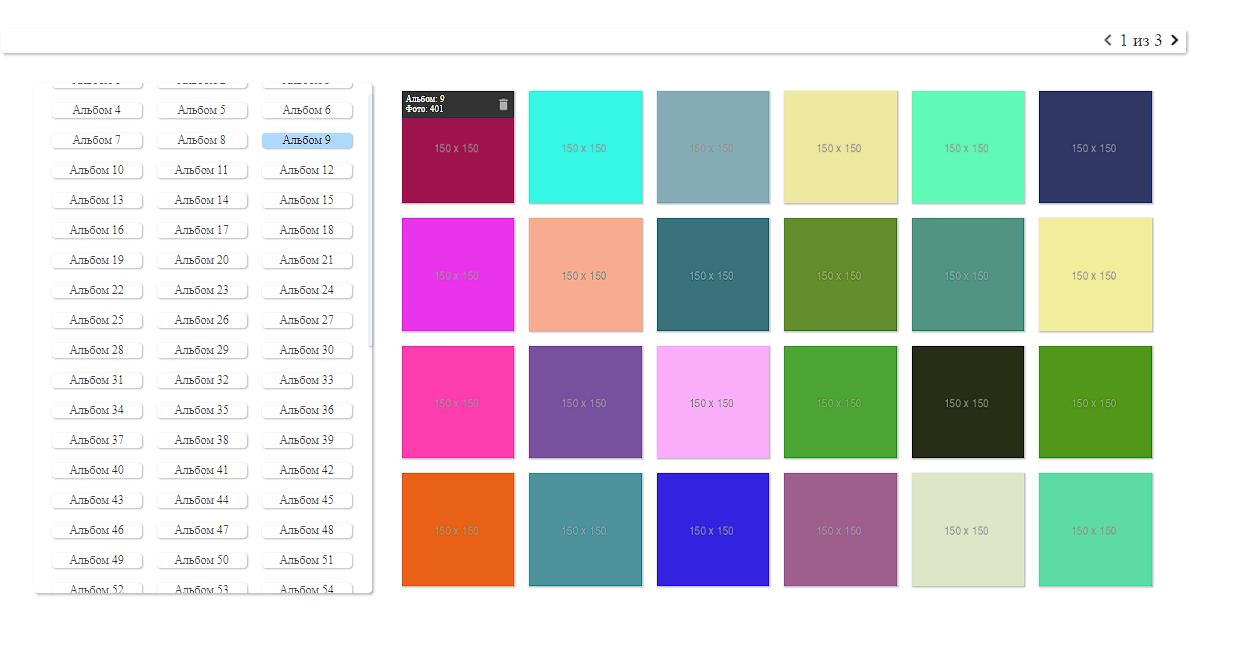 1 из 3
Альбом 4 Альбом 5 Альбом 6
Альбом 7 Альбом 8 Альбом 9
Альбом 10 Альбом 11 Альбом 12
Альбом 13 Альбом 14 Альбом 15
Альбом 16 Альбом 17 Альбом 18
Альбом 19 Альбом 20 Альбом 21
Альбом 22 Альбом 23 Альбом 24
Альбом 25 Альбом 26 Альбом 27
Альбом 28 Альбом 29 Альбом 30
Альбом 31 Альбом 32 Альбом 33
Альбом 34 Альбом 35 Альбом 36
Альбом 37 Альбом 38 Альбом 39
Альбом 40 Альбом 41 Альбом 42
Альбом 43 Альбом 44 Альбом 45
Альбом 46 Альбом 47 Альбом 48
Альбом 49 Альбом 50 Альбом 51
Альбом 52 Альбом 53 Альбом 54
Альбом: 9
Фото: 401
150 x 150 150 x 150 150 x 150 150 x 150 150 x 150 150 x 150
150 x 150 150 x 150 150 x 150 150 x 150 150 x 150 150 x 150
150 x 150 150 x 150 150 x 150 150 x 150 150 x 150 150 x 150
150 x 150 150 x 150 150 x 150 150 x 150 150 x 150 150 x 150